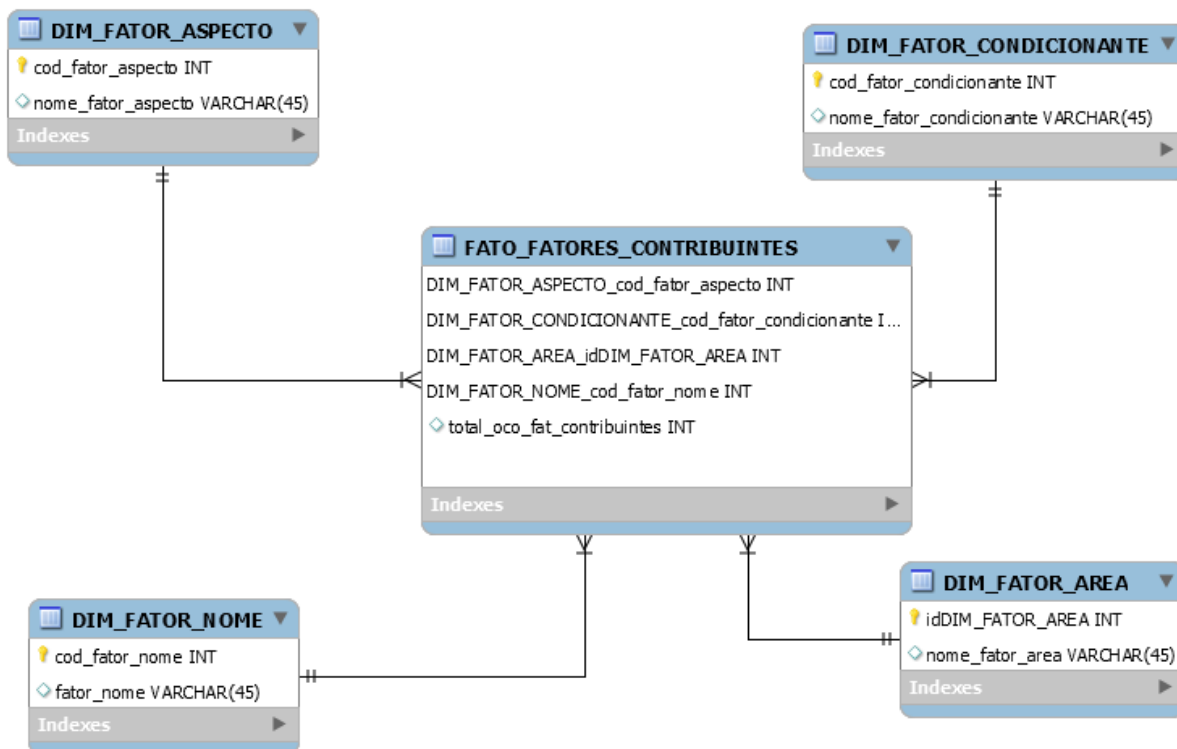 DIM_FATOR_ASPECTO
cod_fator_aspecto INT
nome_fator_aspecto VARCHAR(45)
Indexes
DIM_FATOR_CONDICIONANTE
cod_fator_condicionante INT
nome_fator_condicionante VARCHAR(45)
Indexes
FATO_FATORES_CONTRIBUINTES
DIM_FATOR_ASPECTO_cod_fator_aspecto INT
DIM_FATOR_CONDICIONANTE_cod_fator_condicionante I...
DIM_FATOR_AREA_idDIM_FATOR_AREA INT
DIM_FATOR_NOME_cod_fator_nome INT
total_oco_fat_contribuintes INT
Indexes
DIM_FATOR_NOME
cod_fator_nome INT
fator_nome VARCHAR(45)
Indexes
DIM_FATOR_AREA
idDIM_FATOR_AREA INT
nome_fator_area VARCHAR(45)
Indexes